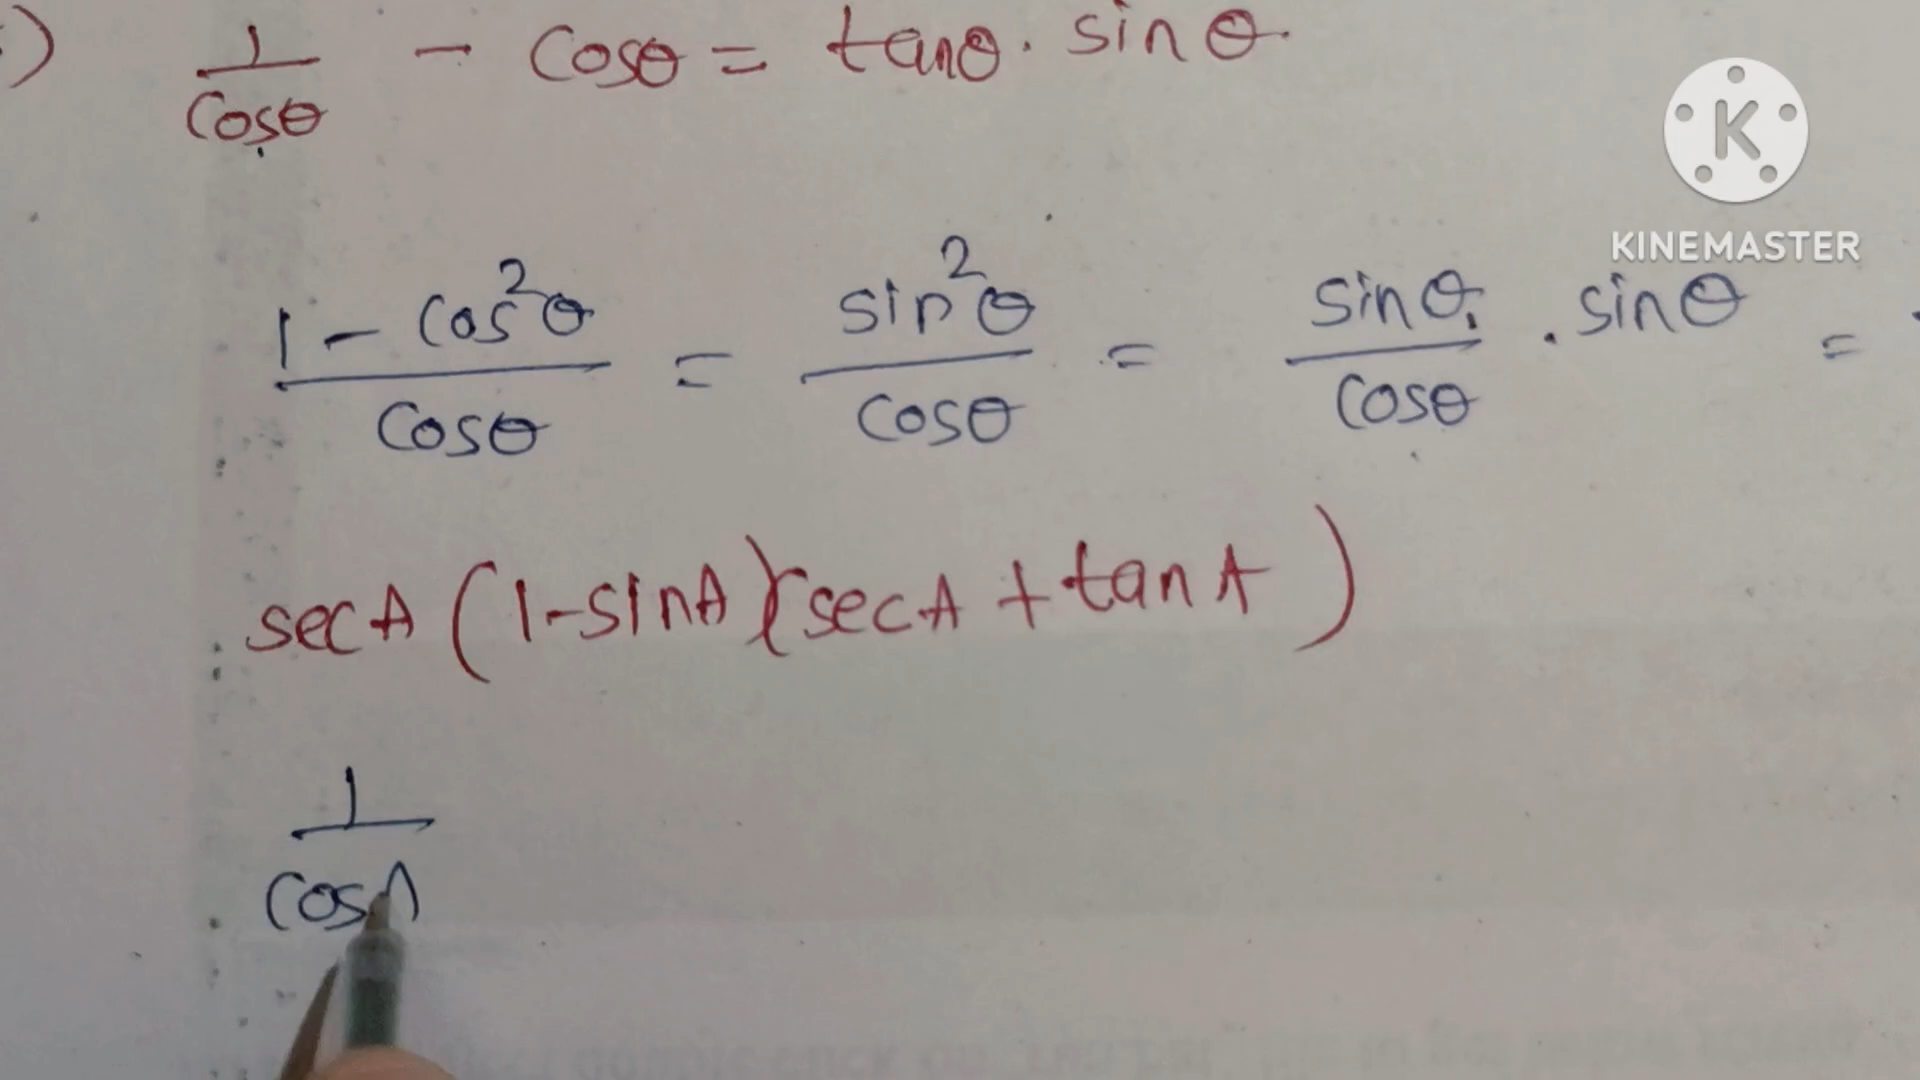 1/cosθ - cosθ = tanθ. sinθ
KINEMASTER
1 - cos²θ/cosθ = sin²θ/cosθ = sinθ/cosθ . sinθ =
secA (1-sinA)(secA + tanA)
1/cosA